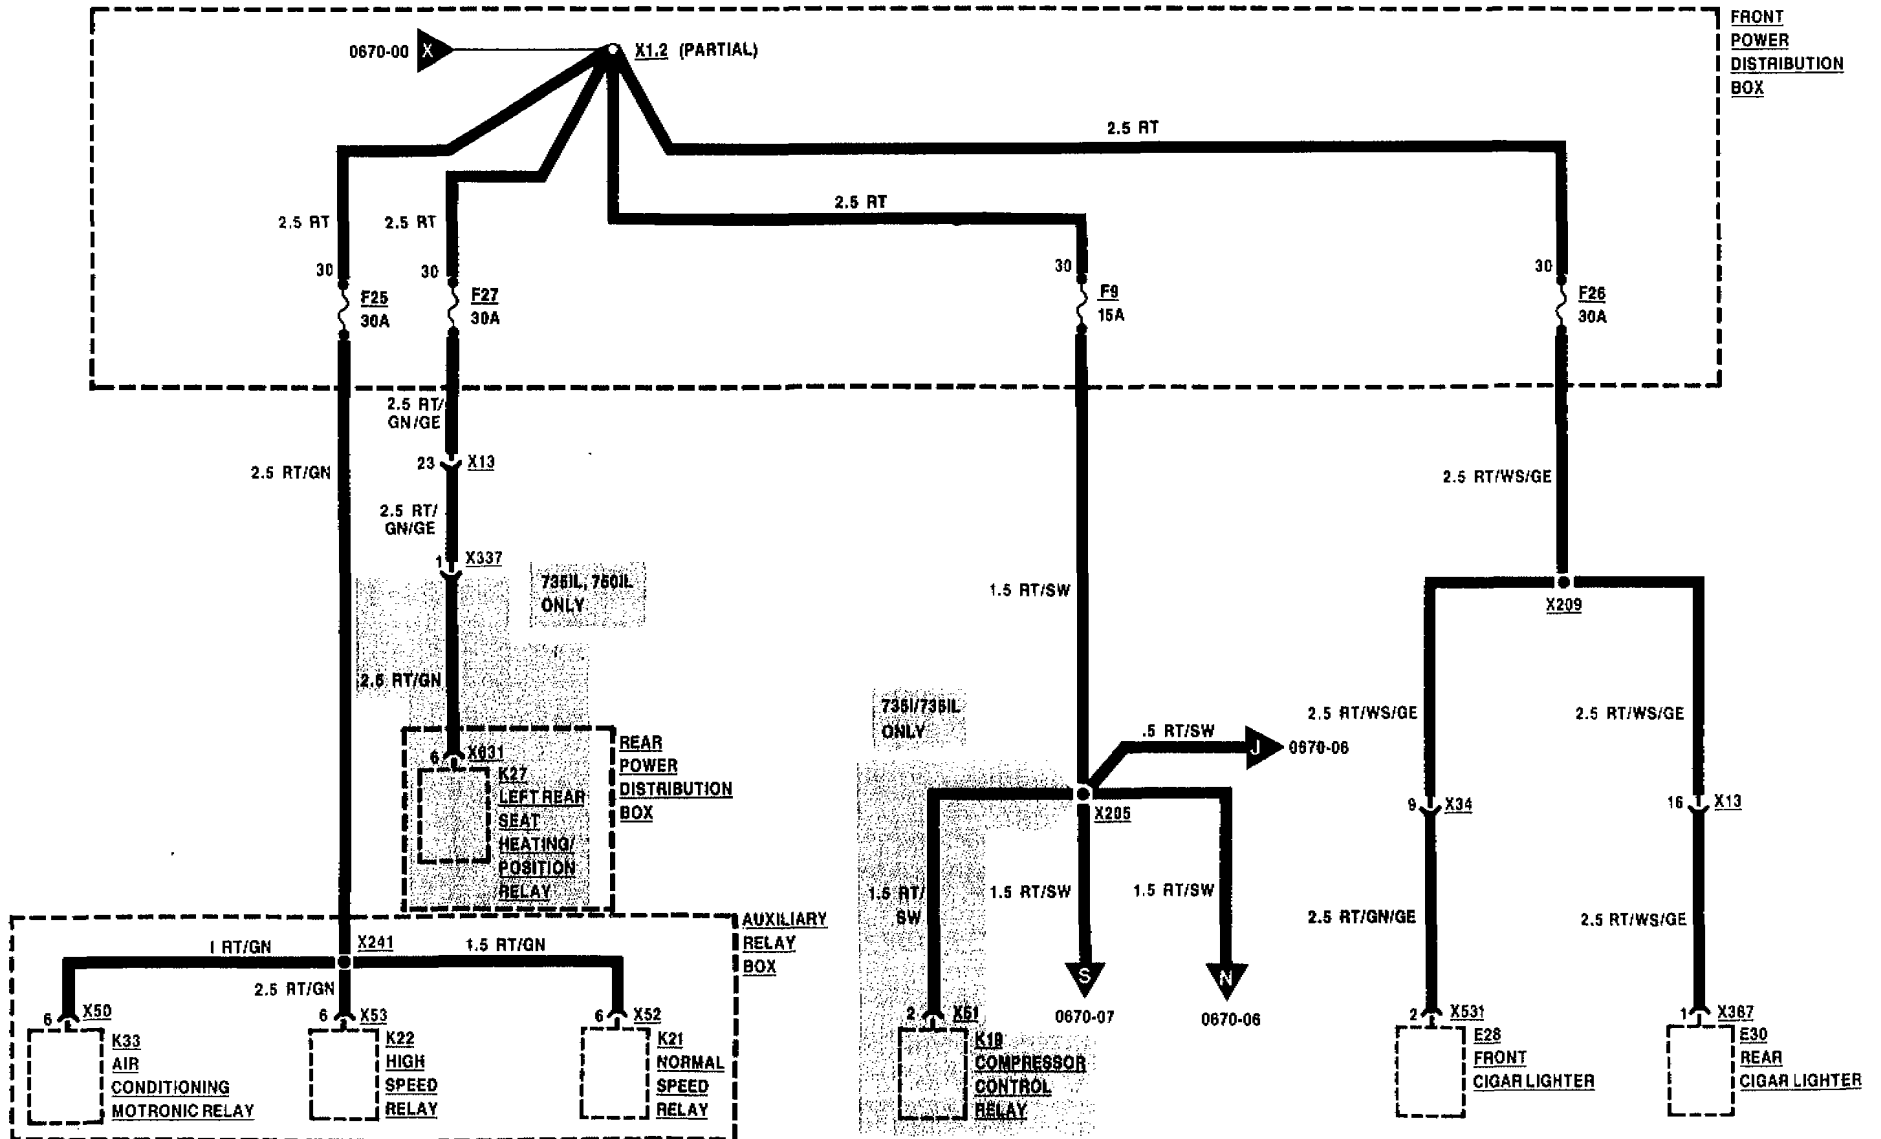 FRONT
POWER
DISTRIBUTION
BOX
0670-00
X
X1.2 (PARTIAL)
2.5 RT
2.5 RT
2.5 RT
2.5 RT
30
30
30
30
F25
30A
F27
30A
F9
15A
F26
30A
2.5 RT/
GN/GE
23
X13
2.5 RT/GN
2.5 RT/WS/GE
2.5 RT/
GN/GE
1
X337
735IL, 750IL
ONLY
1.5 RT/SW
X209
2.5 RT/GN
735I/735IL
ONLY
2.5 RT/WS/GE
2.5 RT/WS/GE
.5 RT/SW
J
0670-06
6
X631
REAR
POWER
DISTRIBUTION
BOX
K27
LEFT REAR
SEAT
HEATING/
POSITION
RELAY
X205
9
X34
16
X13
1.5 RT/
SW
1.5 RT/SW
1.5 RT/SW
2.5 RT/GN/GE
2.5 RT/WS/GE
AUXILIARY
RELAY
BOX
1 RT/GN
X241
1.5 RT/GN
2.5 RT/GN
S
0670-07
N
0670-06
6
X50
6
X53
6
X52
2
X61
2
X531
1
X367
K33
AIR
CONDITIONING
MOTRONIC RELAY
K22
HIGH
SPEED
RELAY
K21
NORMAL
SPEED
RELAY
K19
COMPRESSOR
CONTROL
RELAY
E28
FRONT
CIGAR LIGHTER
E30
REAR
CIGAR LIGHTER